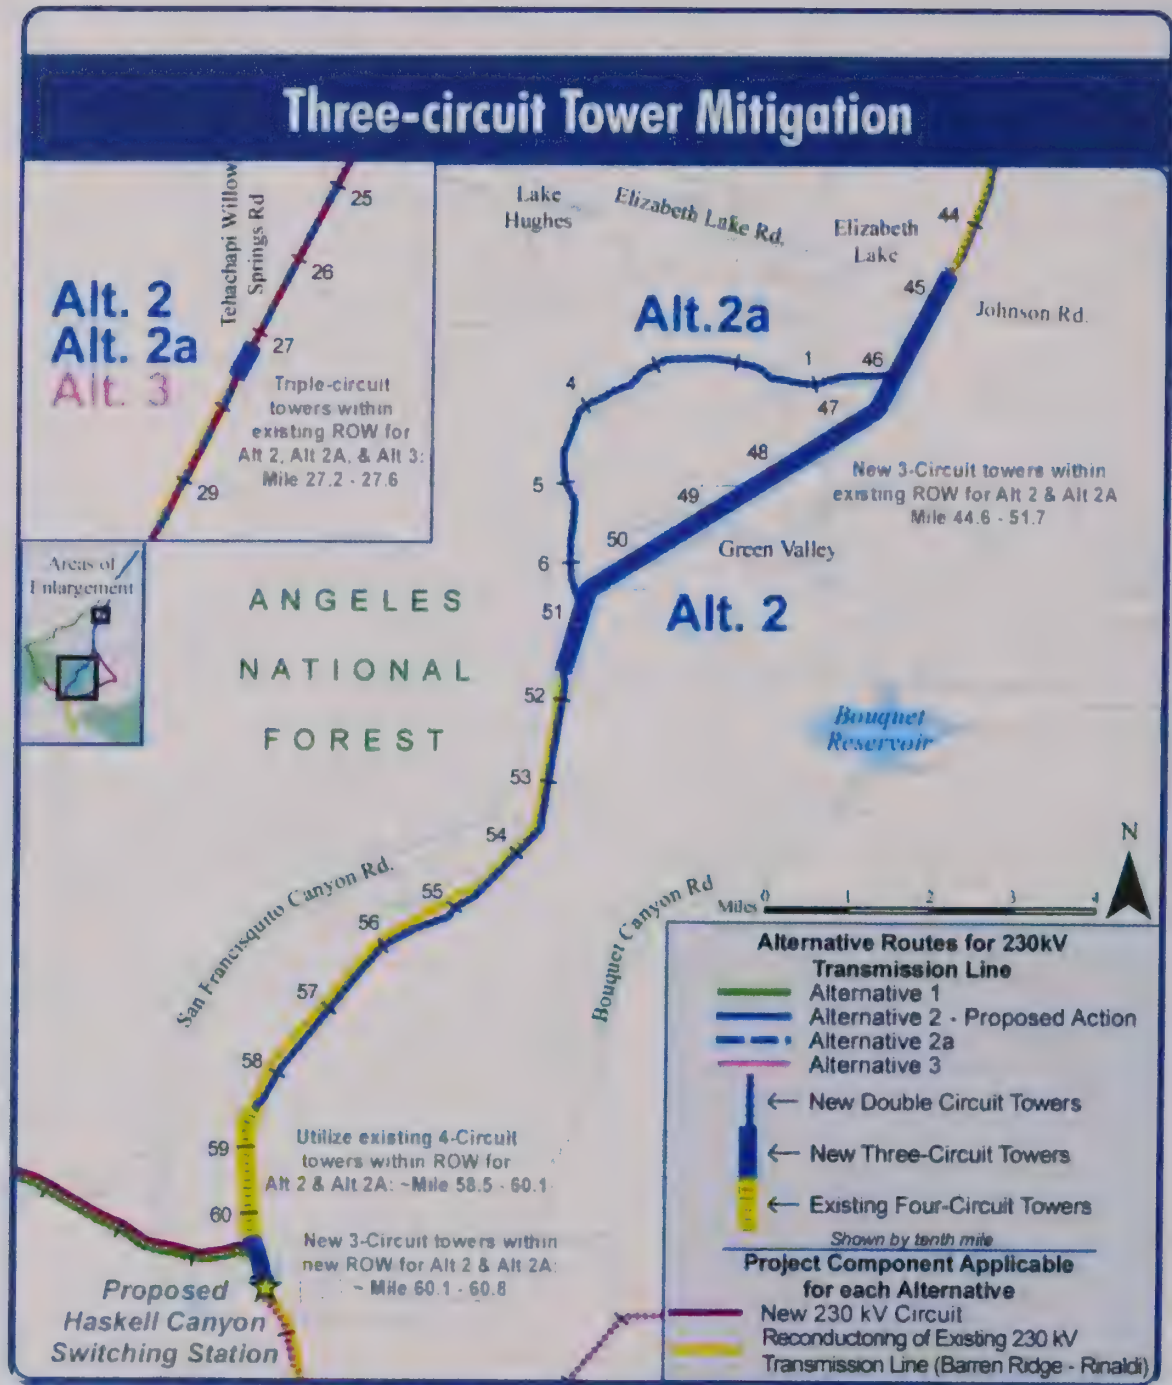 Three-circuit Tower Mitigation
Tehachapi Willow
Springs Rd
25
26
27
29
Alt. 2
Alt. 2a
Alt. 3
Triple-circuit
towers within
existing ROW for
Alt 2, Alt 2A, & Alt 3:
Mile 27.2 - 27.6
Areas of
Enlargement
Lake
Hughes
Elizabeth Lake Rd.
Elizabeth
Lake
44
45
Johnson Rd.
Alt.2a
1
46
4
47
48
5
49
New 3-Circuit towers within
existing ROW for Alt 2 & Alt 2A
Mile 44.6 - 51.7
50
Green Valley
6
51
Alt. 2
ANGELES
NATIONAL
FOREST
52
Bouquet
Reservoir
53
54
San Francisquito Canyon Rd.
55
56
57
58
Bouquet Canyon Rd
N
Miles 0 1 2 3 4
59
Utilize existing 4-Circuit
towers within ROW for
Alt 2 & Alt 2A: ~Mile 58.5 - 60.1
60
New 3-Circuit towers within
new ROW for Alt 2 & Alt 2A:
~ Mile 60.1 - 60.8
Proposed
Haskell Canyon
Switching Station
Alternative Routes for 230kV
Transmission Line
Alternative 1
Alternative 2 - Proposed Action
Alternative 2a
Alternative 3
New Double Circuit Towers
New Three-Circuit Towers
Existing Four-Circuit Towers
Shown by tenth mile
Project Component Applicable
for each Alternative
New 230 kV Circuit
Reconductoring of Existing 230 kV
Transmission Line (Barren Ridge - Rinaldi)